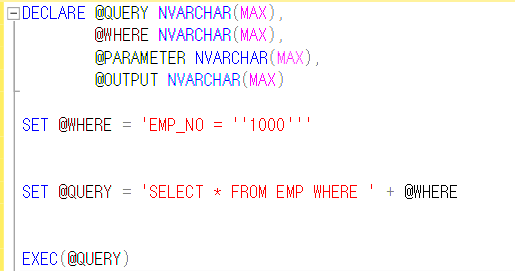 DECLARE @QUERY NVARCHAR(MAX),
@WHERE NVARCHAR(MAX),
@PARAMETER NVARCHAR(MAX),
@OUTPUT NVARCHAR(MAX)
SET @WHERE = 'EMP_NO = ''1000'''
SET @QUERY = 'SELECT * FROM EMP WHERE ' + @WHERE
EXEC(@QUERY)